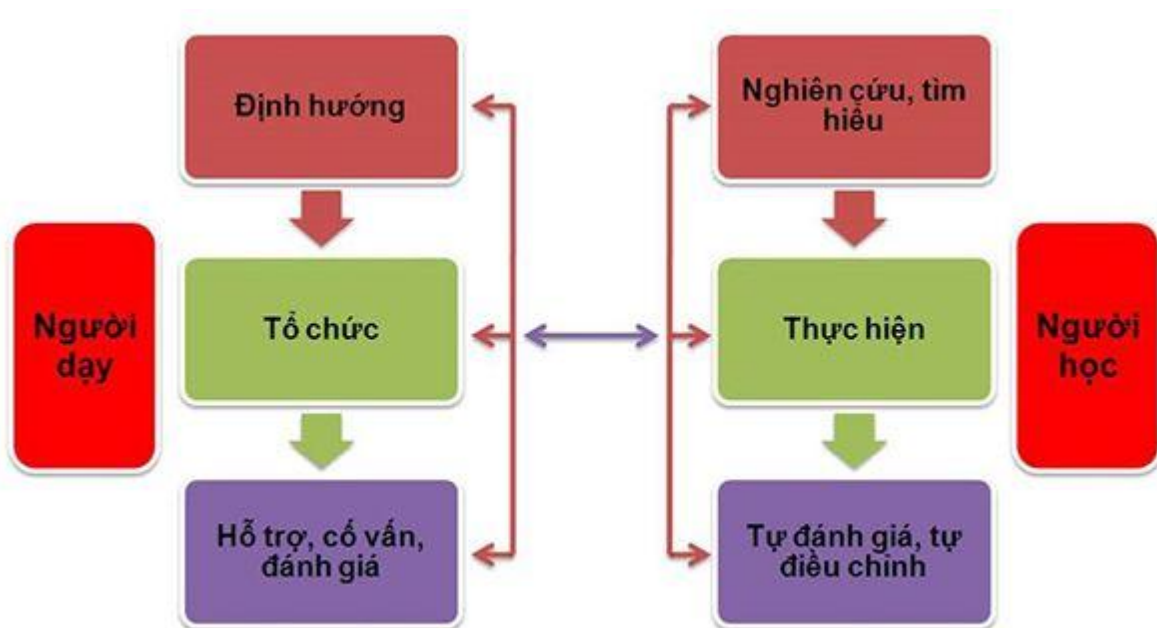 Định hướng
Nghiên cứu, tìm
hiểu
Người
dạy
Tổ chức
Thực hiện
Người
học
Hỗ trợ, cố vấn,
đánh giá
Tự đánh giá, tự
điều chỉnh